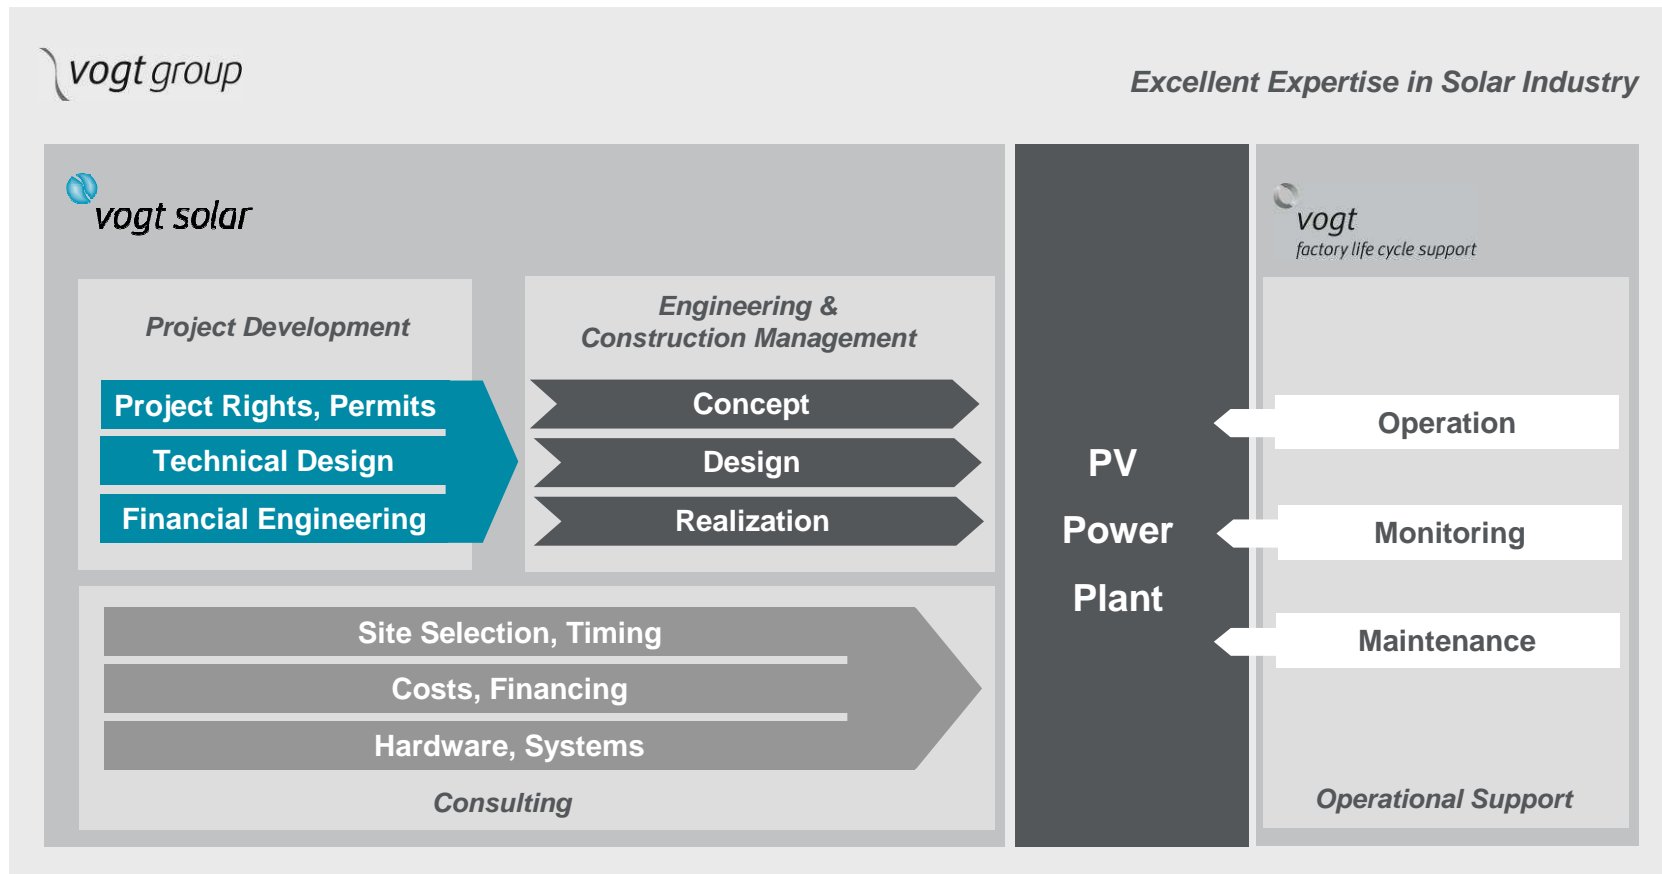 vogt group
Excellent Expertise in Solar Industry
vogt solar
Project Development
Project Rights, Permits
Technical Design
Financial Engineering
Engineering &
Construction Management
Concept
Design
Realization
Site Selection, Timing
Costs, Financing
Hardware, Systems
Consulting
PV
Power
Plant
vogt
factory life cycle support
Operation
Monitoring
Maintenance
Operational Support